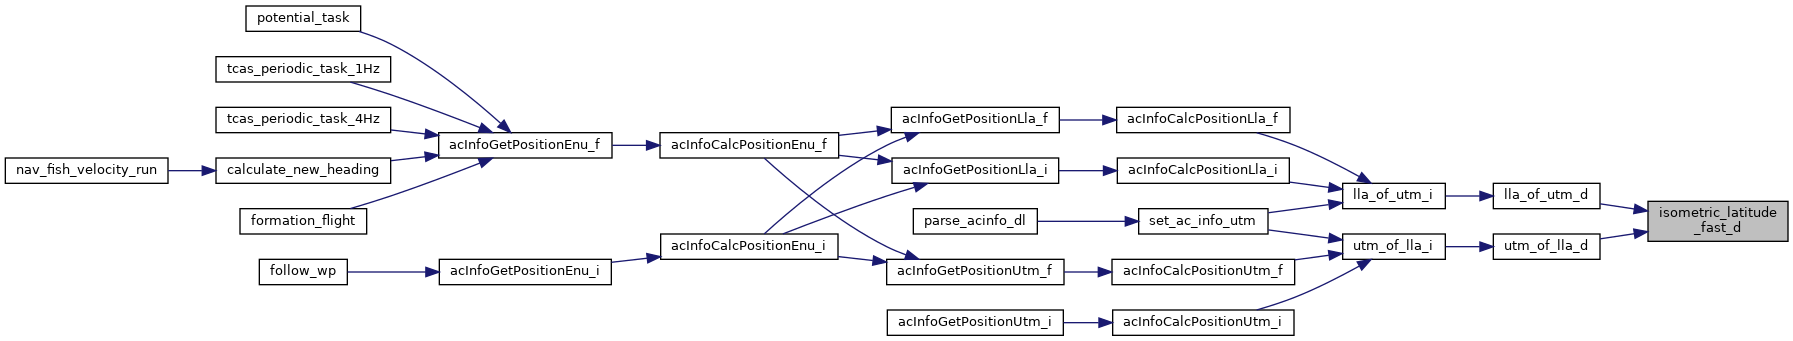 potential_task
tcas_periodic_task_1Hz
tcas_periodic_task_4Hz
nav_fish_velocity_run
calculate_new_heading
formation_flight
follow_wp
acInfoGetPositionEnu_f
acInfoGetPositionEnu_i
acInfoCalcPositionEnu_f
acInfoCalcPositionEnu_i
acInfoGetPositionLla_f
acInfoGetPositionLla_i
parse_acinfo_dl
acInfoGetPositionUtm_f
acInfoGetPositionUtm_i
acInfoCalcPositionLla_f
acInfoCalcPositionLla_i
set_ac_info_utm
acInfoCalcPositionUtm_f
acInfoCalcPositionUtm_i
lla_of_utm_i
utm_of_lla_i
lla_of_utm_d
utm_of_lla_d
isometric_latitude
_fast_d